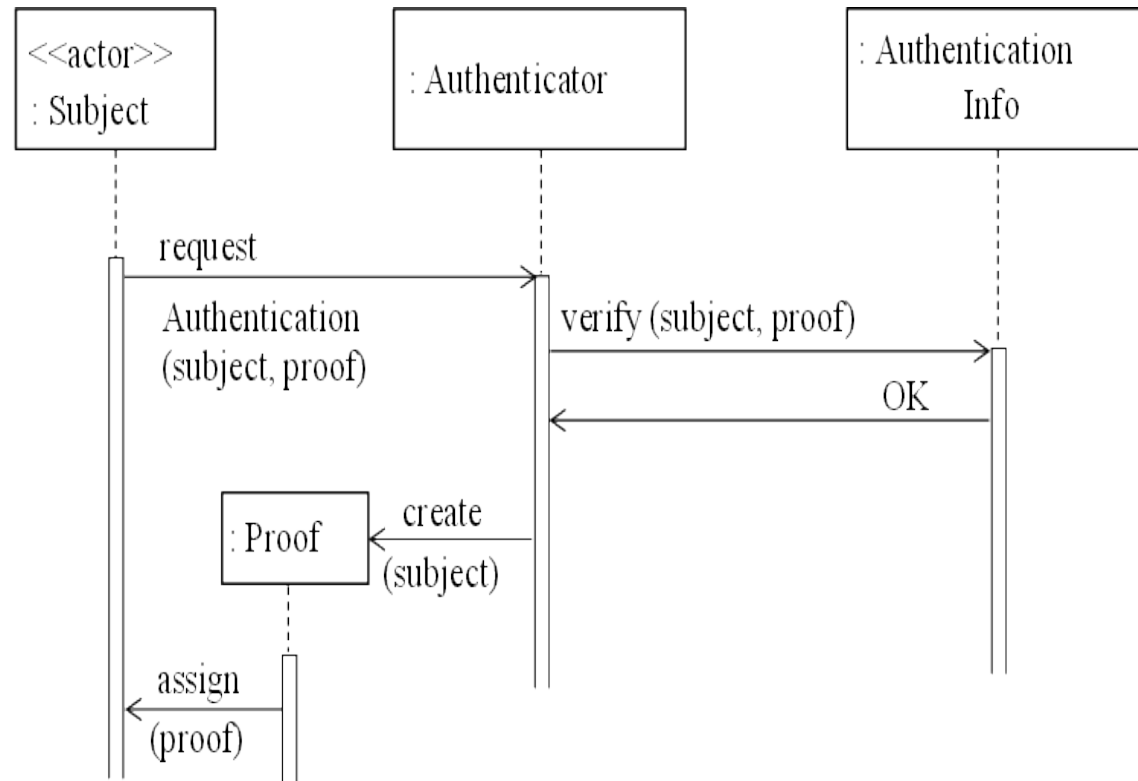 <<actor>>
: Subject
: Authenticator
: Authentication
Info
request
Authentication
(subject, proof)
verify (subject, proof)
OK
: Proof
create
(subject)
assign
(proof)